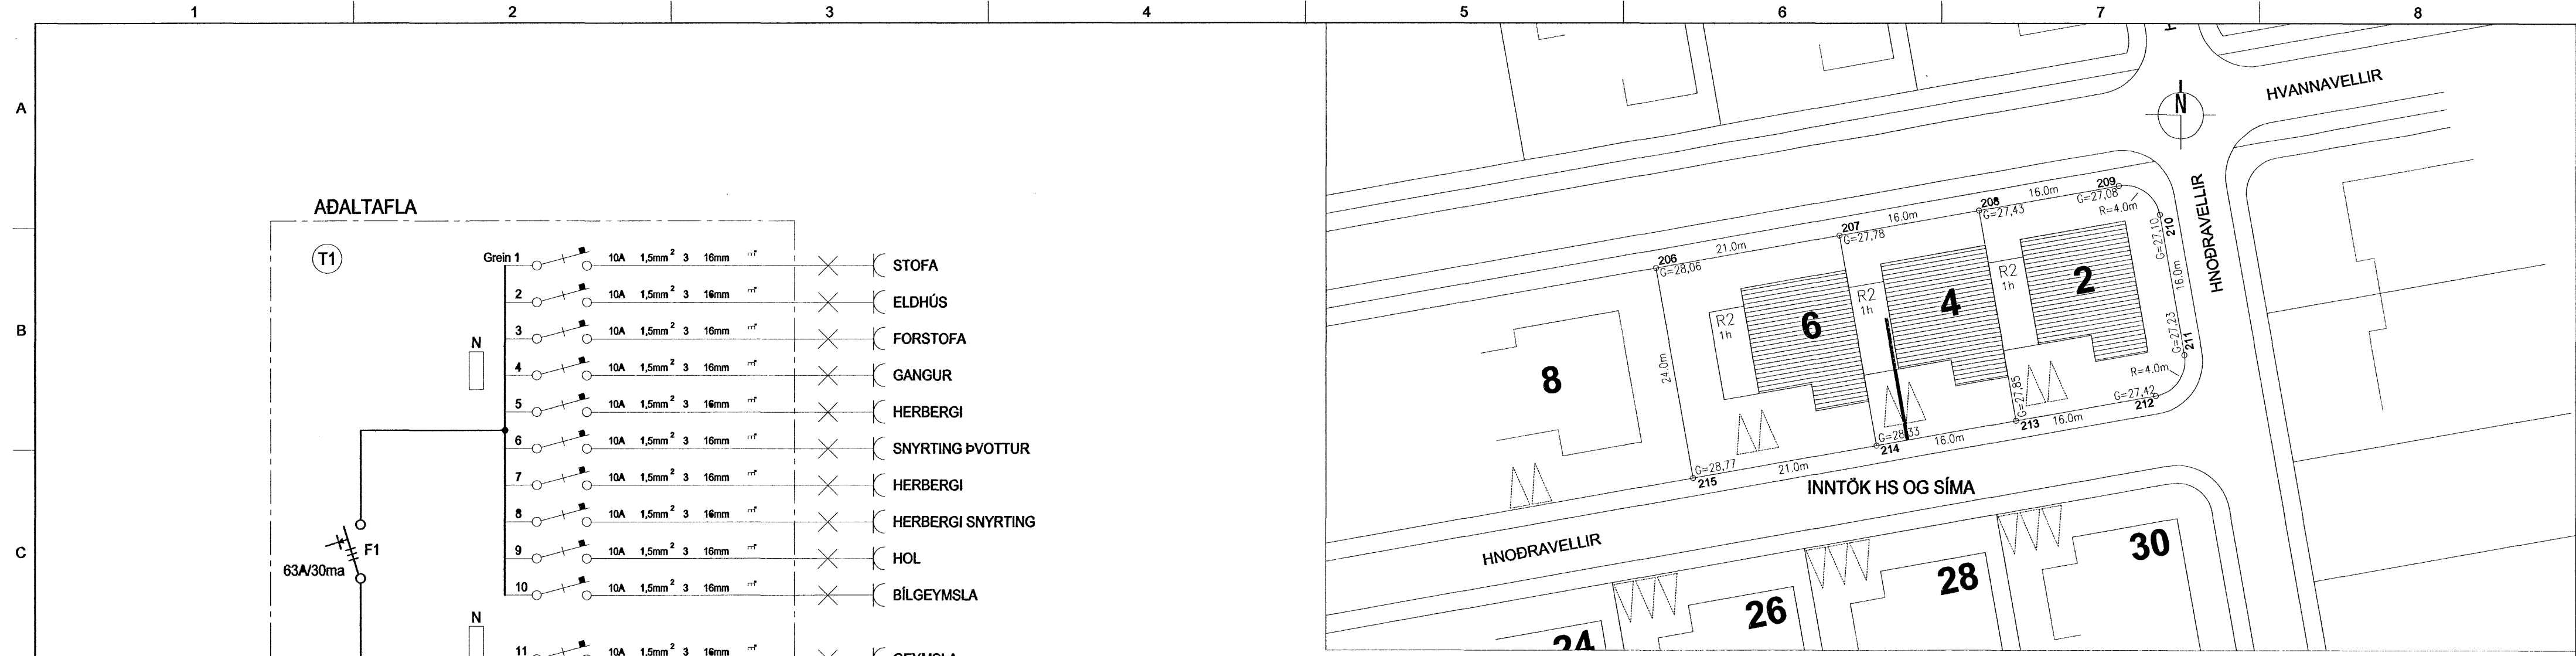 1 2 3 4 5 6 7 8
A
B
C
AÐALTAFLA
T1
Grein 1 10A 1,5mm² 3 16mm STOFA
2 10A 1,5mm² 3 16mm ELDHÚS
3 10A 1,5mm² 3 16mm FORSTOFA
N
4 10A 1,5mm² 3 16mm GANGUR
5 10A 1,5mm² 3 16mm HERBERGI
6 10A 1,5mm² 3 16mm SNYRTING ÞVOTTUR
7 10A 1,5mm² 3 16mm HERBERGI
8 10A 1,5mm² 3 16mm HERBERGI SNYRTING
9 10A 1,5mm² 3 16mm HOL
F1
63A/30ma
10 10A 1,5mm² 3 16mm BÍLGEYMSLA
N
11 10A 1,5mm² 3 16mm GEYMSLA
HVANNAVELLIR
N
HNOÐRAVELLIR
206
G=28,06
21.0m
207
G=27,78
16.0m
208
G=27,43
16.0m
209
G=27,08
R=4.0m
210
G=27,10
16.0m
G=27,23
211
R=4.0m
G=27,42
212
16.0m
G=27,85
213
16.0m
G=28,33
214
21.0m
G=28,77
215
24.0m
8
R2
1h
6
R2
1h
4
R2
1h
2
INNTÖK HS OG SÍMA
HNOÐRAVELLIR
24
26
28
30